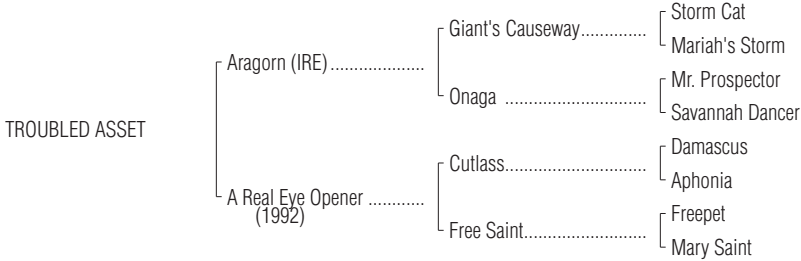 Storm Cat
Giant's Causeway..............
Mariah's Storm
Aragorn (IRE).....................
Mr. Prospector
Onaga ................................
Savannah Dancer
TROUBLED ASSET
Damascus
Cutlass................................
Aphonia
A Real Eye Opener ............
(1992)
Freepet
Free Saint...........................
Mary Saint